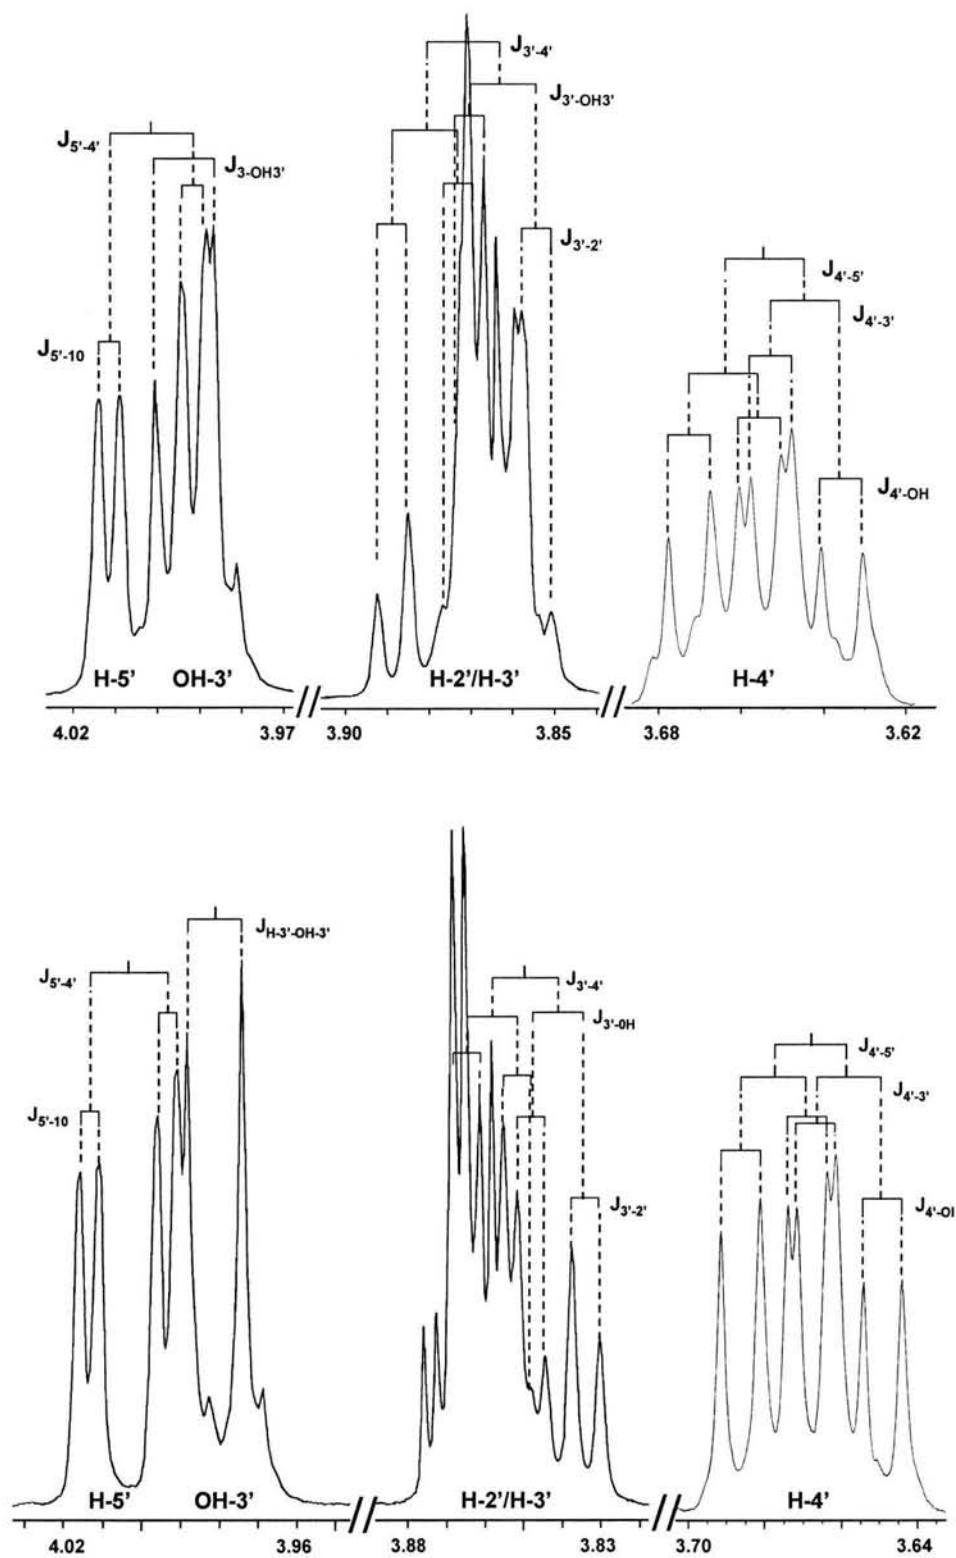 J3'-4'
J3'-OH3'
J5'-4'
J3-OH3'
J3'-2'
J4'-5'
J4'-3'
J5'-10
J4'-OH
H-5' OH-3' H-2'/H-3' H-4'
4.02 3.97 3.90 3.85 3.68 3.62
JH-3'-OH-3'
J5'-4'
J3'-4'
J3'-0H
J4'-5'
J4'-3'
J5'-10
J3'-2'
J4'-OI
H-5' OH-3' H-2'/H-3' H-4'
4.02 3.96 3.88 3.83 3.70 3.64